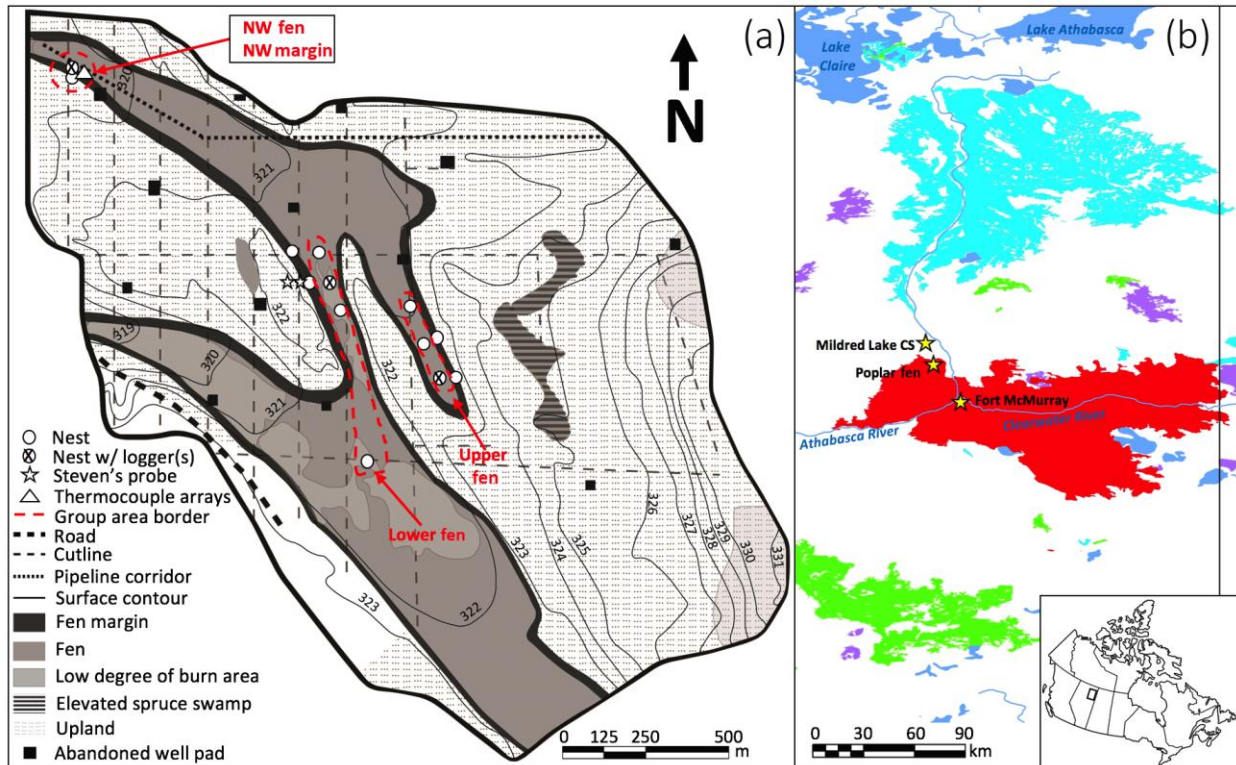 NW fen
NW margin
(a)
N
320
321
322
319
320
321
322
322
323
323
324
325
326
327
328
329
330
331
Upper
fen
Lower fen
Nest
Nest w/ logger(s)
Steven's probe
Thermocouple arrays
Group area border
Road
Cutline
Pipeline corridor
Surface contour
Fen margin
Fen
Low degree of burn area
Elevated spruce swamp
Upland
Abandoned well pad
0 125 250 500
m
(b)
Lake Athabasca
Lake
Claire
Mildred Lake CS
Poplar fen
Fort McMurray
Clearwater River
Athabasca River
0 15 30 60 90
km